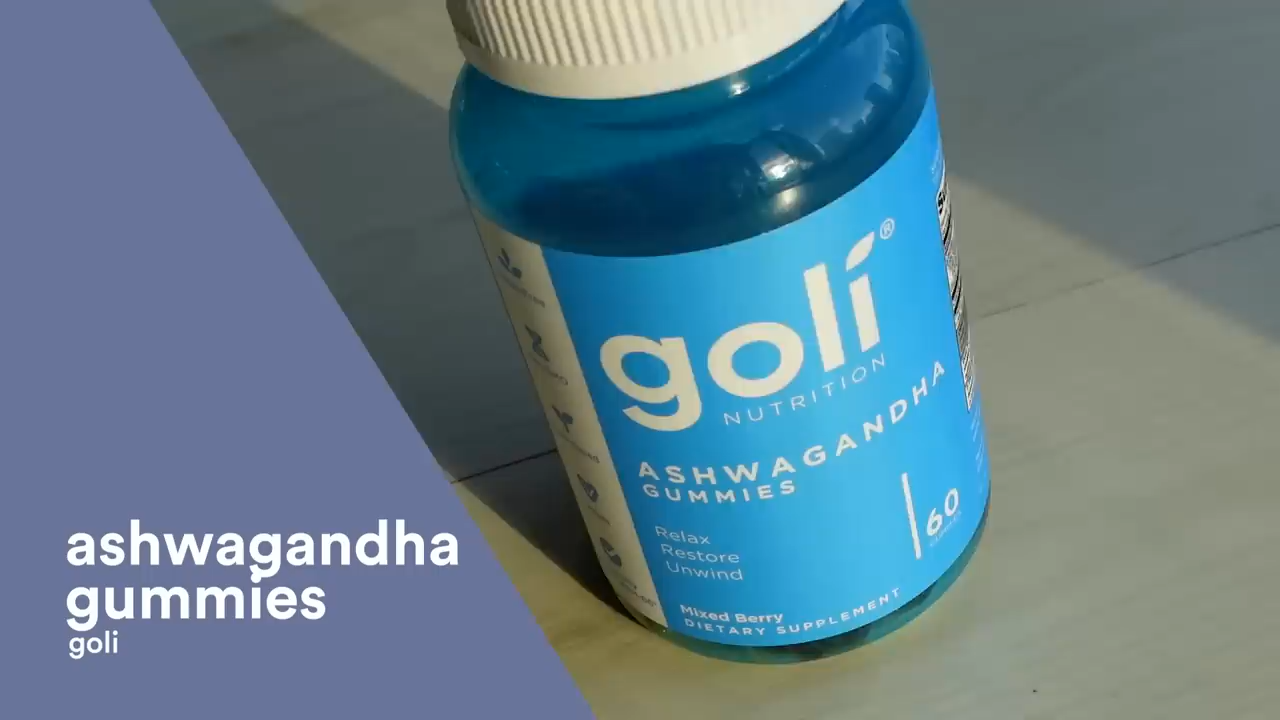 goli®
NUTRITION
ASHWAGANDHA
GUMMIES
60
Relax
Restore
Unwind
Mixed Berry
DIETARY SUPPLEMENT
ashwagandha
gummies
goli